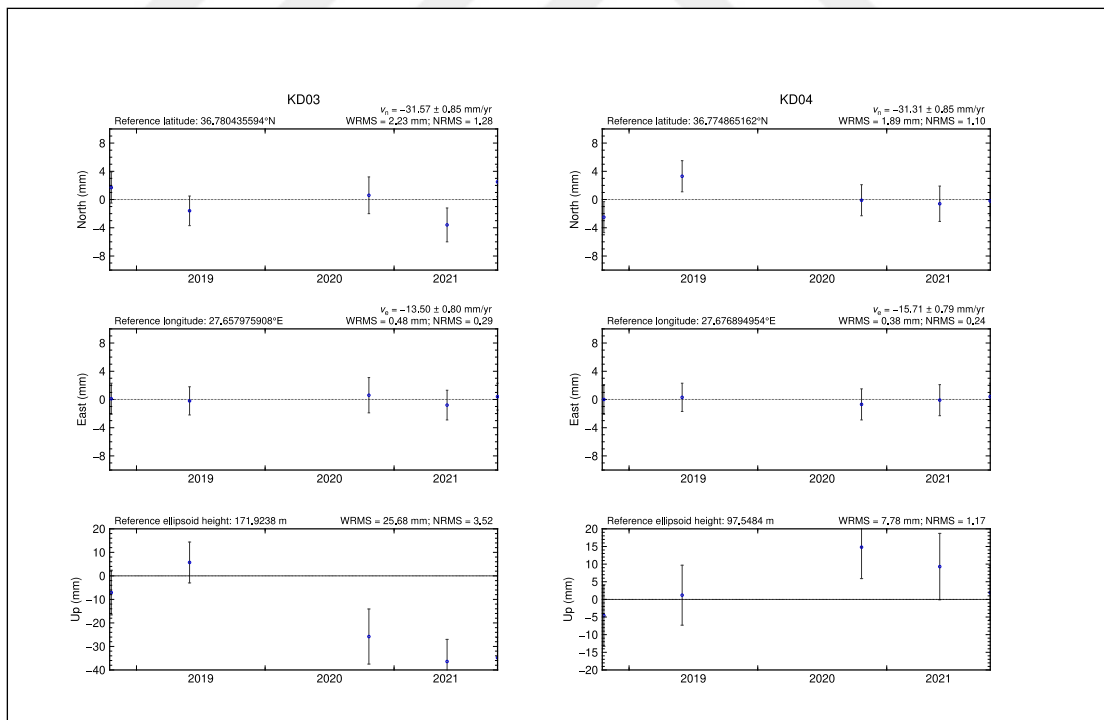 KD03
vn = −31.57 ± 0.85 mm/yr
Reference latitude: 36.780435594°N WRMS = 2.23 mm; NRMS = 1.28
8
4
0
−4
−8
North (mm)
2019 2020 2021
ve = −13.50 ± 0.80 mm/yr
Reference longitude: 27.657975908°E WRMS = 0.48 mm; NRMS = 0.29
8
4
0
−4
−8
East (mm)
2019 2020 2021
Reference ellipsoid height: 171.9238 m WRMS = 25.68 mm; NRMS = 3.52
20
10
0
−10
−20
−30
−40
Up (mm)
2019 2020 2021
KD04
vn = −31.31 ± 0.85 mm/yr
Reference latitude: 36.774865162°N WRMS = 1.89 mm; NRMS = 1.10
8
4
0
−4
−8
North (mm)
2019 2020 2021
ve = −15.71 ± 0.79 mm/yr
Reference longitude: 27.676894954°E WRMS = 0.38 mm; NRMS = 0.24
8
4
0
−4
−8
East (mm)
2019 2020 2021
Reference ellipsoid height: 97.5484 m WRMS = 7.78 mm; NRMS = 1.17
20
15
10
5
0
−5
−10
−15
−20
Up (mm)
2019 2020 2021